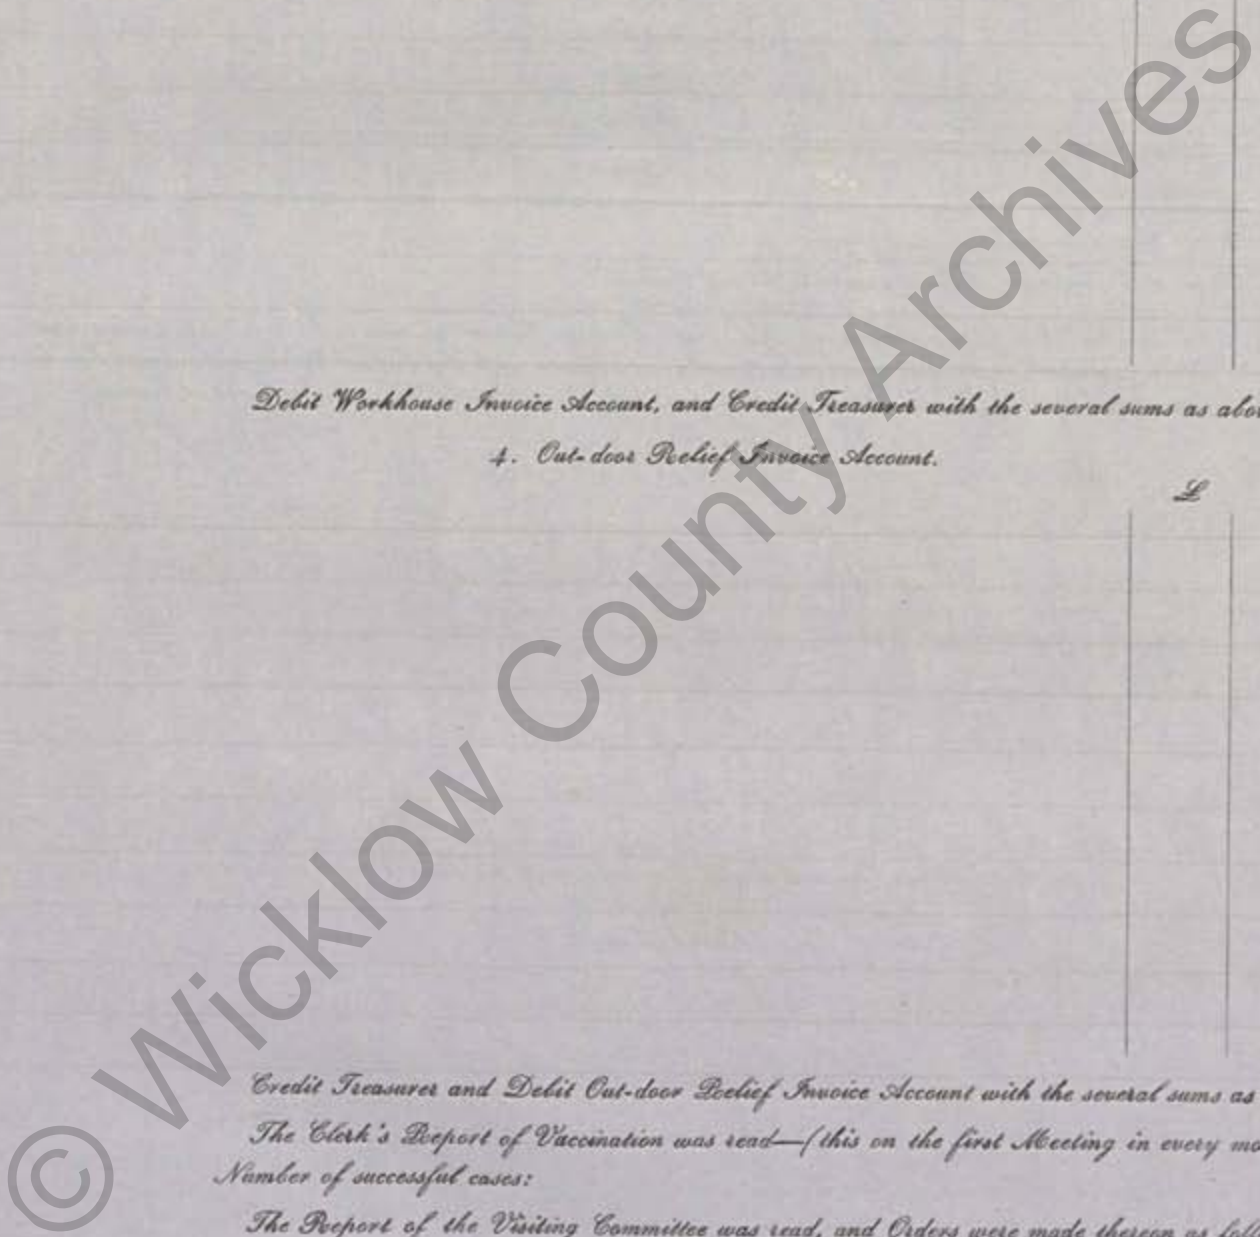 Debit Workhouse Invoice Account, and Credit Treasurer with the several sums as
4. Out-door Relief Invoice Account.
£
Credit Treasurer and Debit Out-door Relief Invoice Account with the several sums as
The Clerk's Report of Vaccination was read—(this on the first Meeting in every
Number of successful cases:
The Report of the Visiting Committee was read, and Orders were made thereon as
© Wicklow County Archives